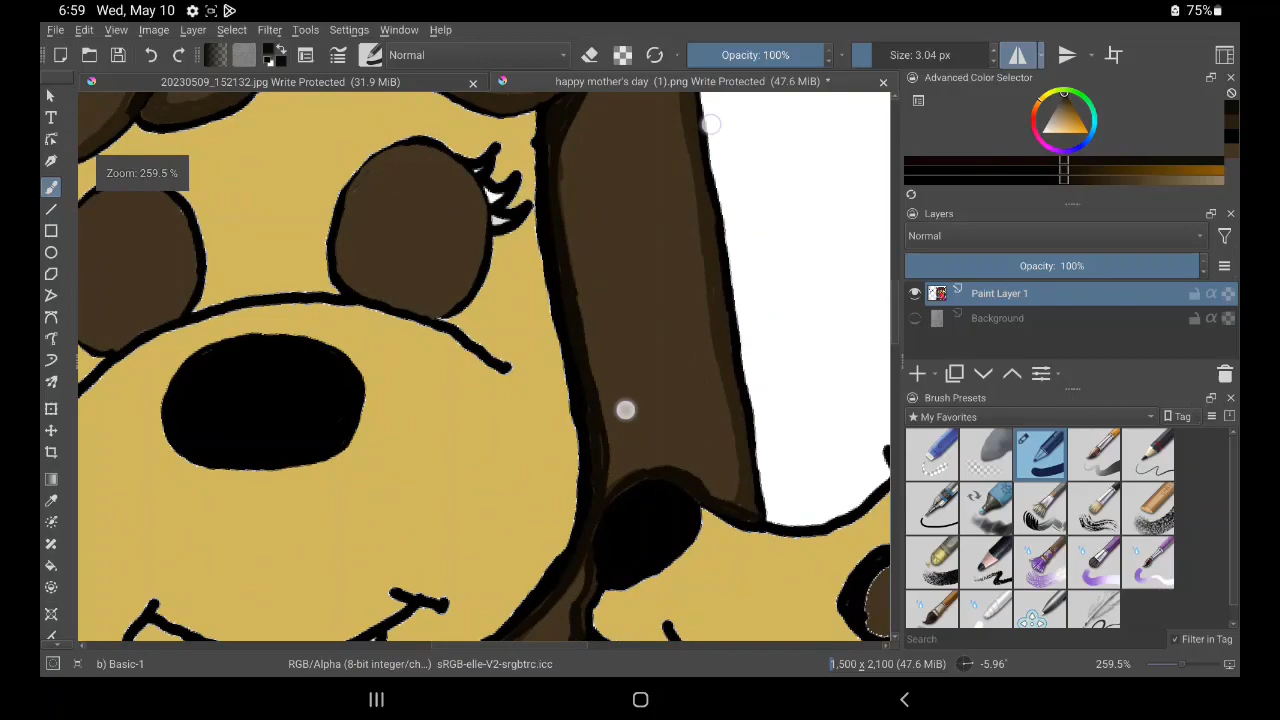 6:59 Wed, May 10
75%
File Edit View Image Layer Select Filter Tools Settings Window Help
Normal
Opacity: 100%
Size: 3.04 px
20230509_152132.jpg Write Protected (31.9 MiB)
happy mother's day (1).png Write Protected (47.6 MiB) *
Advanced Color Selector
Zoom: 259.5 %
Layers
Normal
Opacity: 100%
Paint Layer 1
Background
Brush Presets
My Favorites
Tag
Search
Filter in Tag
b) Basic-1
RGB/Alpha (8-bit integer/ch...) sRGB-elle-V2-srgbtrc.icc
1,500 x 2,100 (47.6 MiB)
-5.96°
259.5%